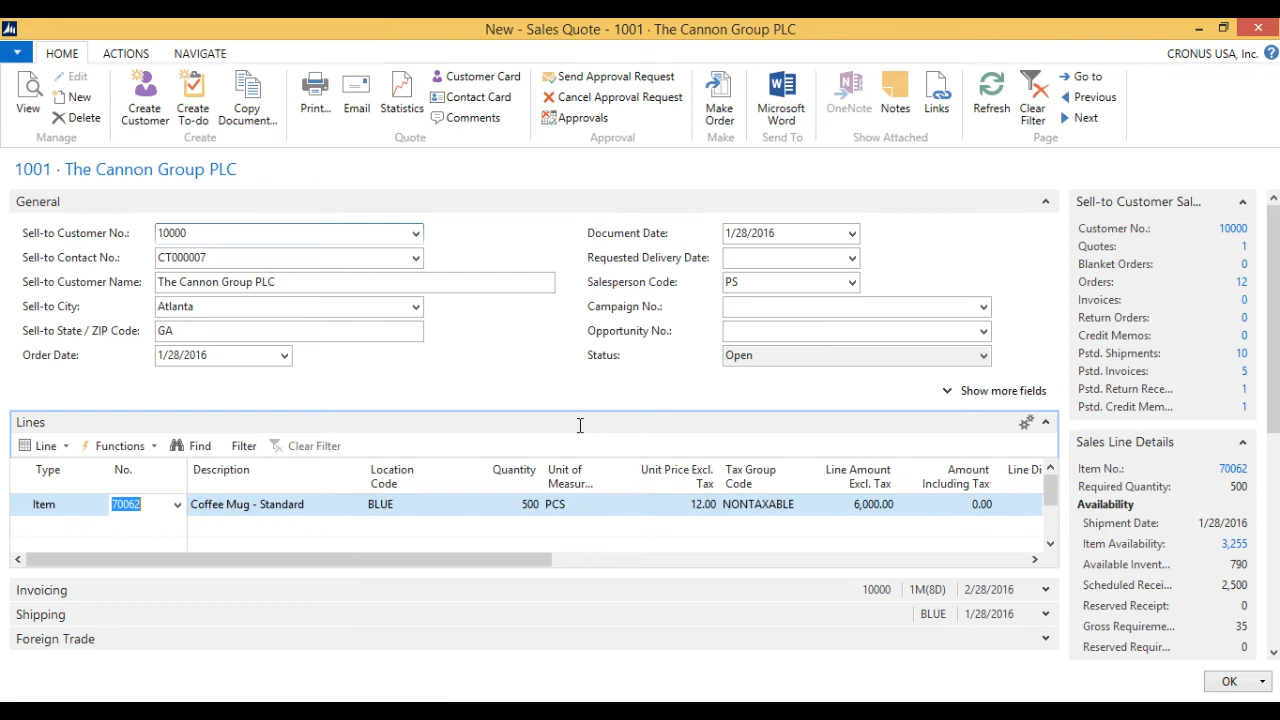 New - Sales Quote - 1001 · The Cannon Group PLC
HOME ACTIONS NAVIGATE CRONUS USA, Inc. ?
View Edit New Delete Manage
Create Customer Create To-do Copy Document... Create
Print... Email Statistics Customer Card Contact Card Comments Quote
Send Approval Request Cancel Approval Request Approvals Approval
Make Order Make
Microsoft Word Send To
OneNote Notes Links Show Attached
Refresh Clear Filter Go to Previous Next Page
1001 · The Cannon Group PLC
General
Sell-to Customer No.: 10000
Sell-to Contact No.: CT000007
Sell-to Customer Name: The Cannon Group PLC
Sell-to City: Atlanta
Sell-to State / ZIP Code: GA
Order Date: 1/28/2016
Document Date: 1/28/2016
Requested Delivery Date:
Salesperson Code: PS
Campaign No.:
Opportunity No.:
Status: Open
Show more fields
Lines
Line Functions Find Filter Clear Filter
Type No. Description Location Code Quantity Unit of Measur... Unit Price Excl. Tax Tax Group Code Line Amount Excl. Tax Amount Including Tax Line Di
Item 70062 Coffee Mug - Standard BLUE 500 PCS 12.00 NONTAXABLE 6,000.00 0.00
Invoicing 10000 1M(8D) 2/28/2016
Shipping BLUE 1/28/2016
Foreign Trade
Sell-to Customer Sal...
Customer No.: 10000
Quotes: 1
Blanket Orders: 0
Orders: 12
Invoices: 0
Return Orders: 0
Credit Memos: 0
Pstd. Shipments: 10
Pstd. Invoices: 5
Pstd. Return Rece... 1
Pstd. Credit Mem... 1
Sales Line Details
Item No.: 70062
Required Quantity: 500
Availability
Shipment Date: 1/28/2016
Item Availability: 3,255
Available Invent... 790
Scheduled Recei... 2,500
Reserved Receipt: 0
Gross Requireme... 35
Reserved Requir... 0
OK